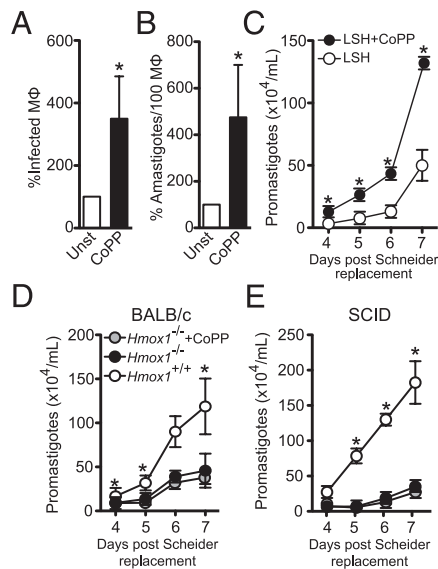 A
%Infected MΦ
600
400
200
0
*
Unst
CoPP
B
% Amastigotes/100 MΦ
800
600
400
200
0
*
Unst
CoPP
C
LSH+CoPP
LSH
Promastigotes (x10⁴/mL)
150
100
50
0
* * * *
4 5 6 7
Days post Schneider
replacement
D
BALB/c
Hmox1-/-+CoPP
Hmox1-/-
Hmox1+/+
Promastigotes (x10⁴/mL)
200
150
100
50
0
* * *
4 5 6 7
Days post Scheider
replacement
E
SCID
Promastigotes (x10⁴/mL)
250
200
150
100
50
0
* * *
4 5 6 7
Days post Scheider
replacement